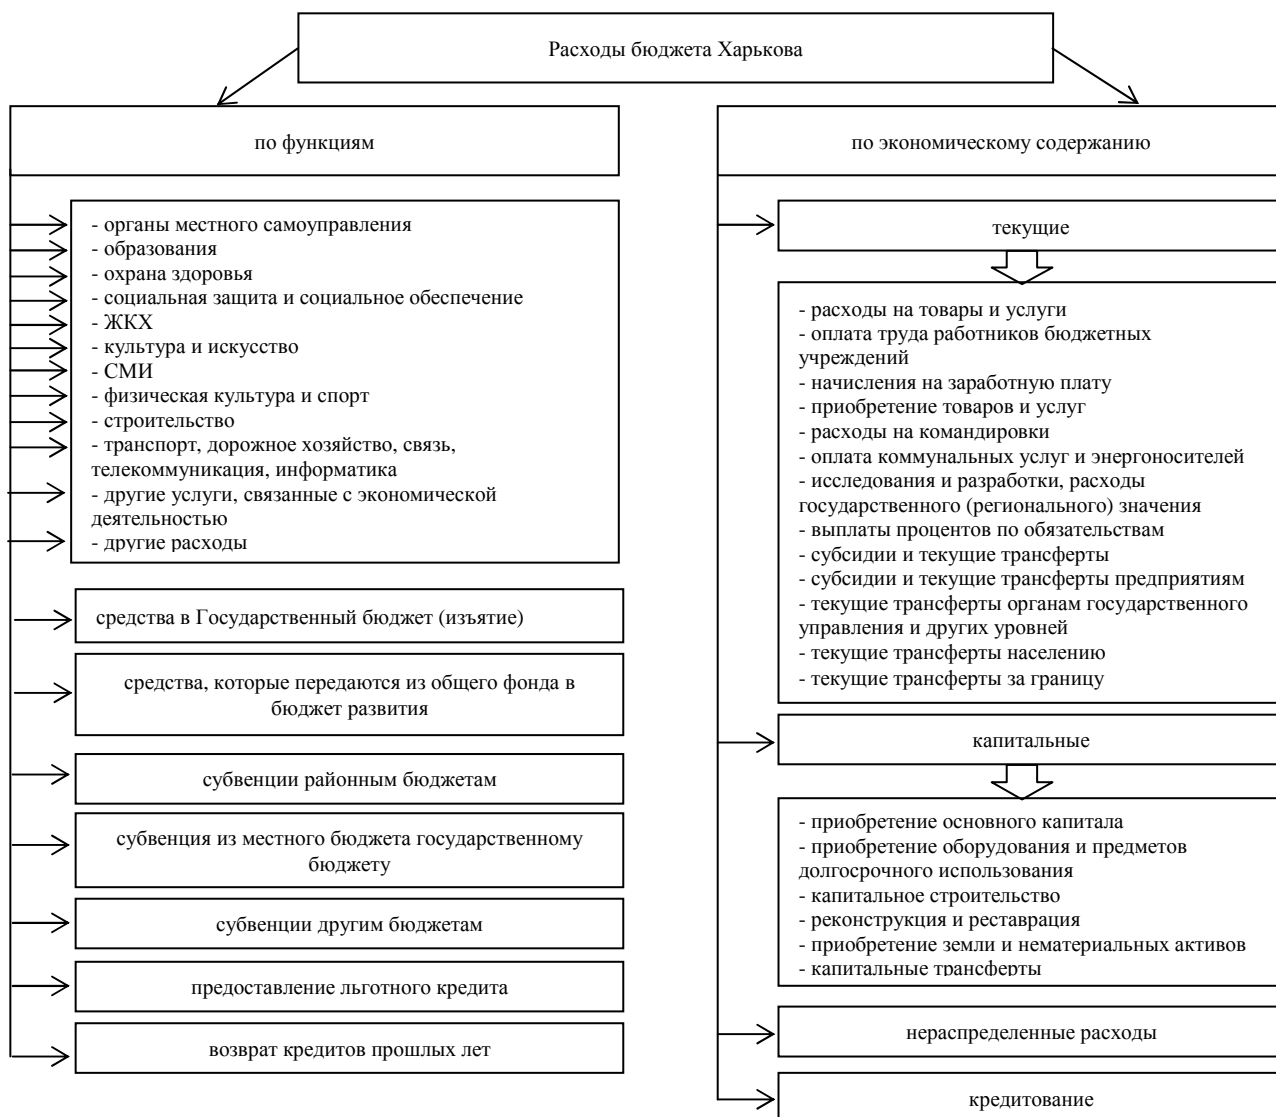 Расходы бюджета Харькова
по функциям
- органы местного самоуправления
- образования
- охрана здоровья
- социальная защита и социальное обеспечение
- ЖКХ
- культура и искусство
- СМИ
- физическая культура и спорт
- строительство
- транспорт, дорожное хозяйство, связь,
телекоммуникация, информатика
- другие услуги, связанные с экономической
деятельностью
- другие расходы
средства в Государственный бюджет (изъятие)
средства, которые передаются из общего фонда в
бюджет развития
субвенции районным бюджетам
субвенция из местного бюджета государственному
бюджету
субвенции другим бюджетам
предоставление льготного кредита
возврат кредитов прошлых лет
по экономическому содержанию
текущие
- расходы на товары и услуги
- оплата труда работников бюджетных
учреждений
- начисления на заработную плату
- приобретение товаров и услуг
- расходы на командировки
- оплата коммунальных услуг и энергоносителей
- исследования и разработки, расходы
государственного (регионального) значения
- выплаты процентов по обязательствам
- субсидии и текущие трансферты
- субсидии и текущие трансферты предприятиям
- текущие трансферты органам государственного
управления и других уровней
- текущие трансферты населению
- текущие трансферты за границу
капитальные
- приобретение основного капитала
- приобретение оборудования и предметов
долгосрочного использования
- капитальное строительство
- реконструкция и реставрация
- приобретение земли и нематериальных активов
- капитальные трансферты
нераспределенные расходы
кредитование